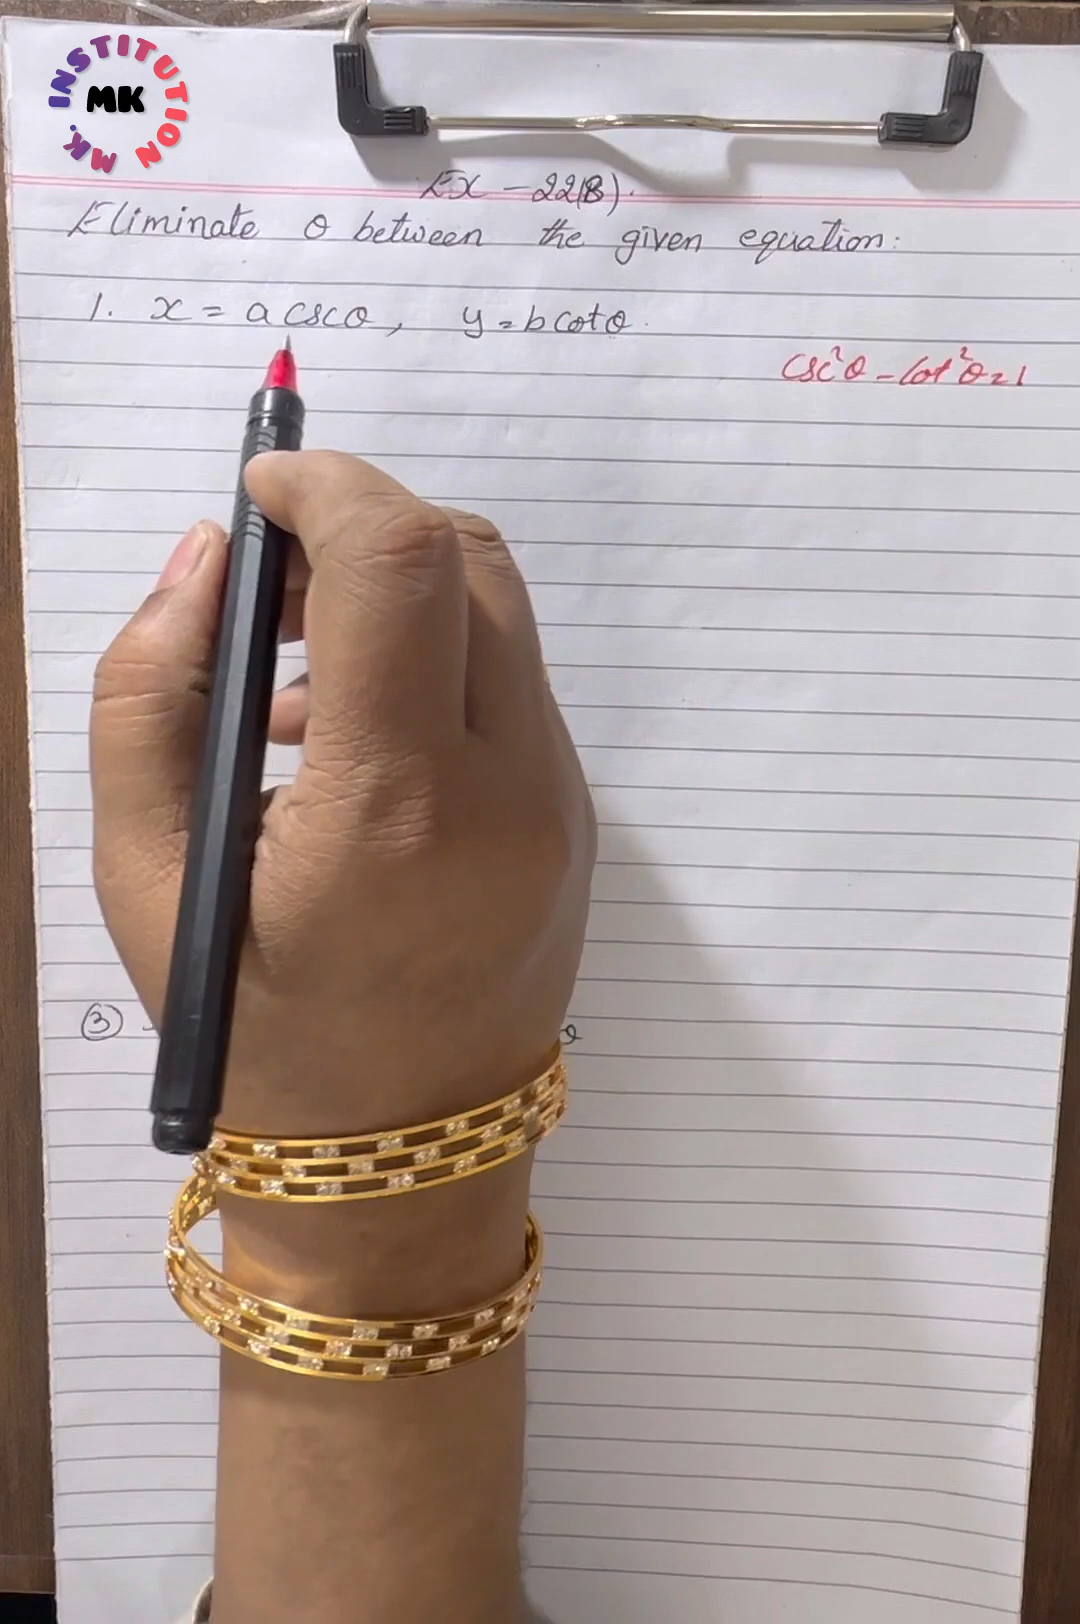 MK. INSTITUTION
MK
Ex - 22(B).
Eliminate θ between the given equation:
1. x = a cscθ, y = b cotθ.
csc²θ - cot²θ = 1
③ θ